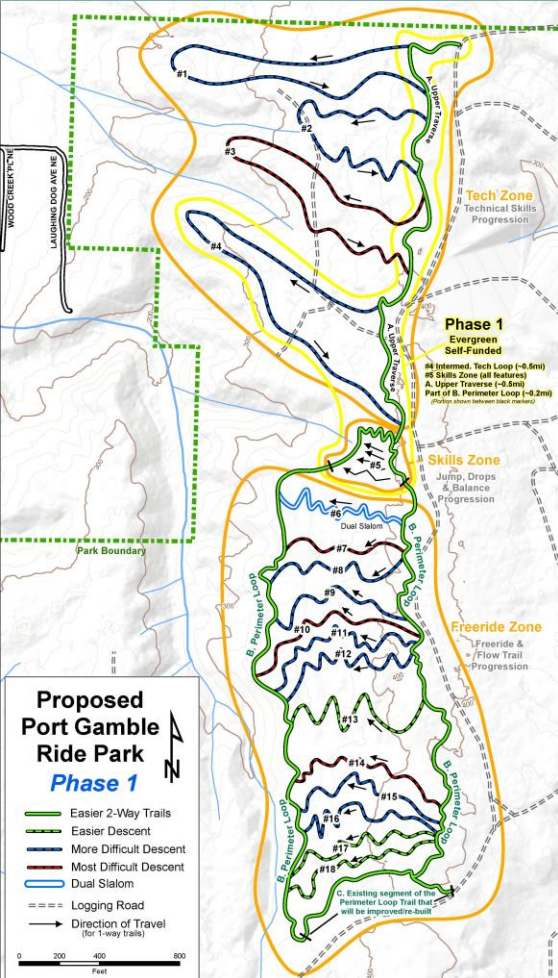 #1
A. Upper Traverse
#2
#3
WOOD CREEK PL NE
LAUGHING DOG AVE NE
Tech Zone
Technical Skills
Progression
#4
A. Upper Traverse
Phase 1
Evergreen
Self-Funded
#4 Intermed. Tech Loop (~0.5mi)
#5 Skills Zone (all features)
A. Upper Traverse (~0.5mi)
Part of B. Perimeter Loop (~0.2mi)
(Portion shown between black markers)
#5
Skills Zone
Jump, Drops
& Balance
Progression
#6
Dual Slalom
B. Perimeter Loop
Park Boundary
#7
#8
#9
B. Perimeter Loop
#10
#11
#12
Freeride Zone
Freeride &
Flow Trail
Progression
300
400
#13
#14
#15
#16
B. Perimeter Loop
B. Perimeter Loop
#17
#18
C. Existing segment of the
Perimeter Loop Trail that
will be improved/re-built
Proposed
Port Gamble
Ride Park
Phase 1
N
Easier 2-Way Trails
Easier Descent
More Difficult Descent
Most Difficult Descent
Dual Slalom
Logging Road
Direction of Travel
(for 1-way trails)
0 200 400 800
Feet